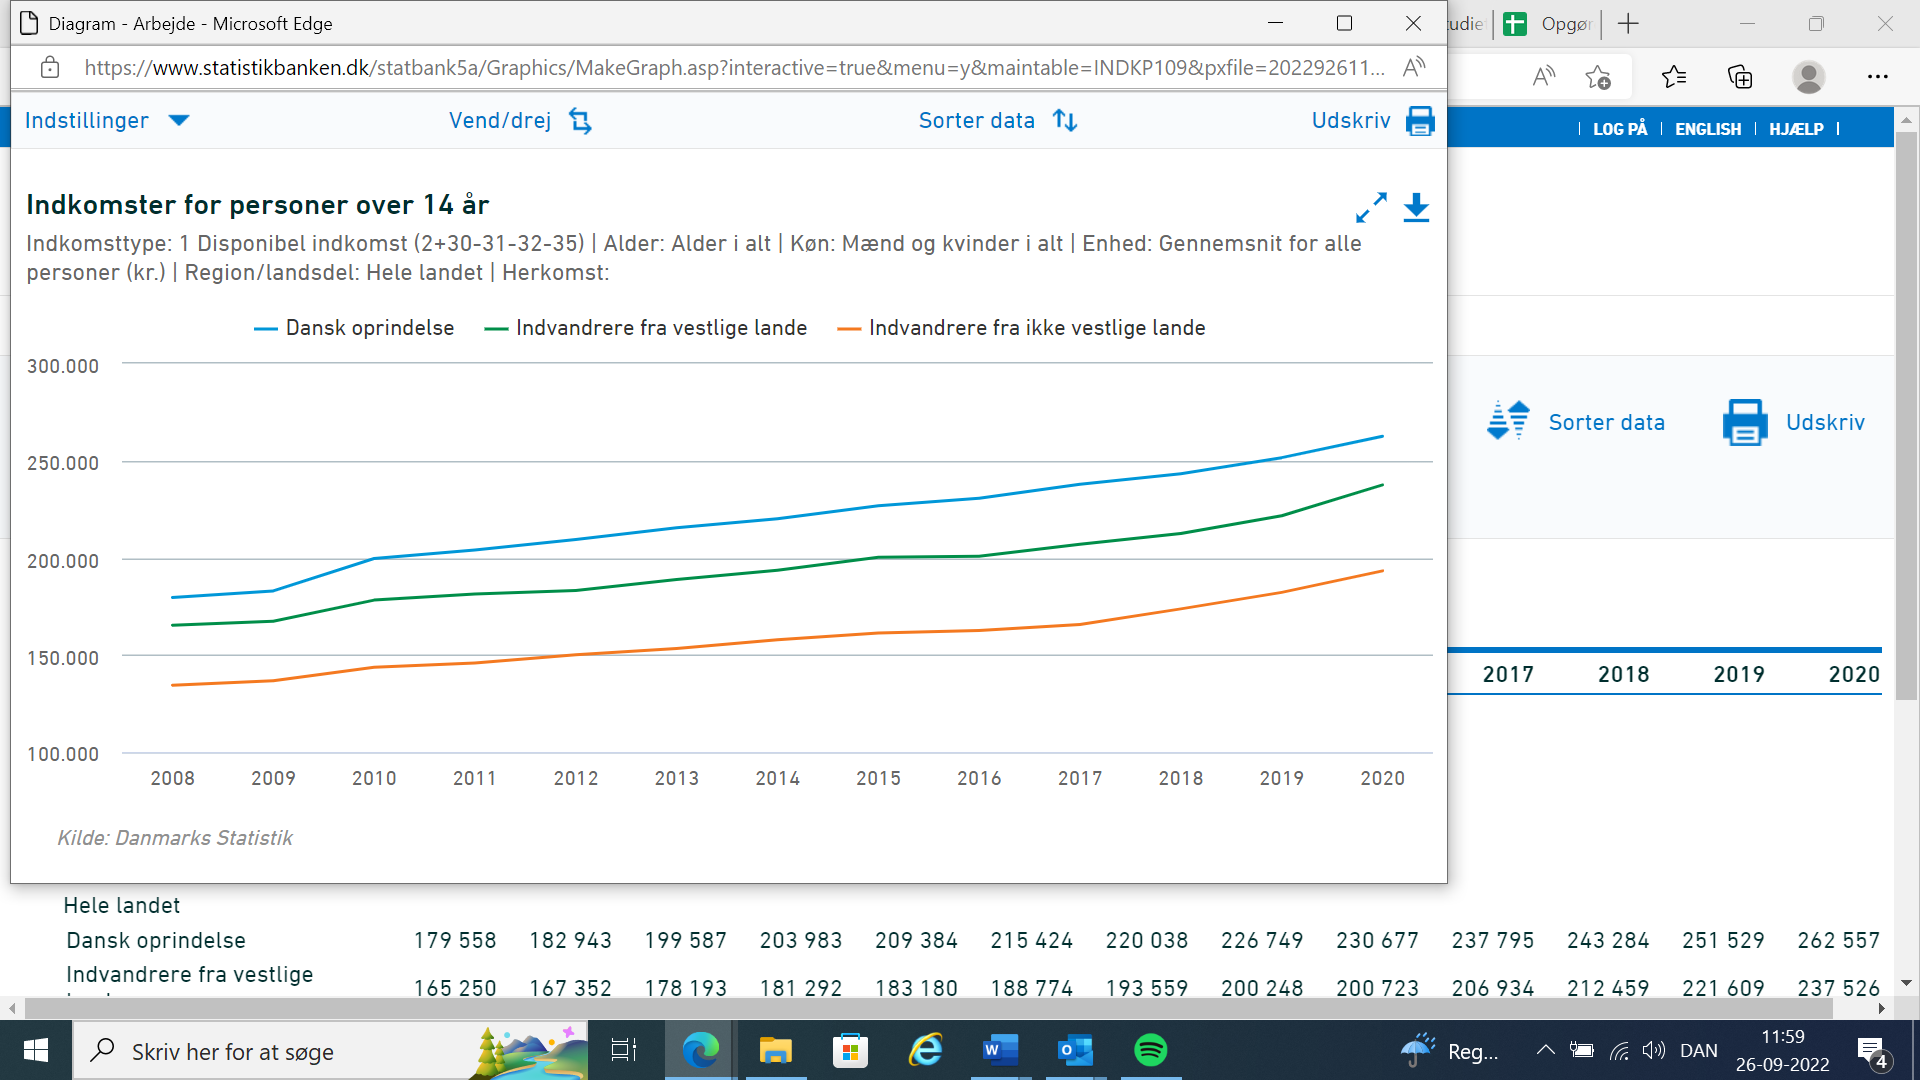 Diagram - Arbejde - Microsoft Edge
Opgør
https://www.statistikbanken.dk/statbank5a/Graphics/MakeGraph.asp?interactive=true&menu=y&maintable=INDKP109&pxfile=202292611...
Indstillinger
Vend/drej
Sorter data
Udskriv
LOG PÅ | ENGLISH | HJÆLP |
Indkomster for personer over 14 år
Indkomsttype: 1 Disponibel indkomst (2+30-31-32-35) | Alder: Alder i alt | Køn: Mænd og kvinder i alt | Enhed: Gennemsnit for alle
personer (kr.) | Region/landsdel: Hele landet | Herkomst:
Dansk oprindelse
Indvandrere fra vestlige lande
Indvandrere fra ikke vestlige lande
300.000
250.000
200.000
150.000
100.000
2008 2009 2010 2011 2012 2013 2014 2015 2016 2017 2018 2019 2020
Kilde: Danmarks Statistik
Sorter data
Udskriv
2017 2018 2019 2020
Hele landet
Dansk oprindelse 179 558 182 943 199 587 203 983 209 384 215 424 220 038 226 749 230 677 237 795 243 284 251 529 262 557
Indvandrere fra vestlige
165 250 167 352 178 193 181 292 183 180 188 774 193 559 200 248 200 723 206 934 212 459 221 609 237 526
Skriv her for at søge
Reg...
DAN
11:59
26-09-2022
4